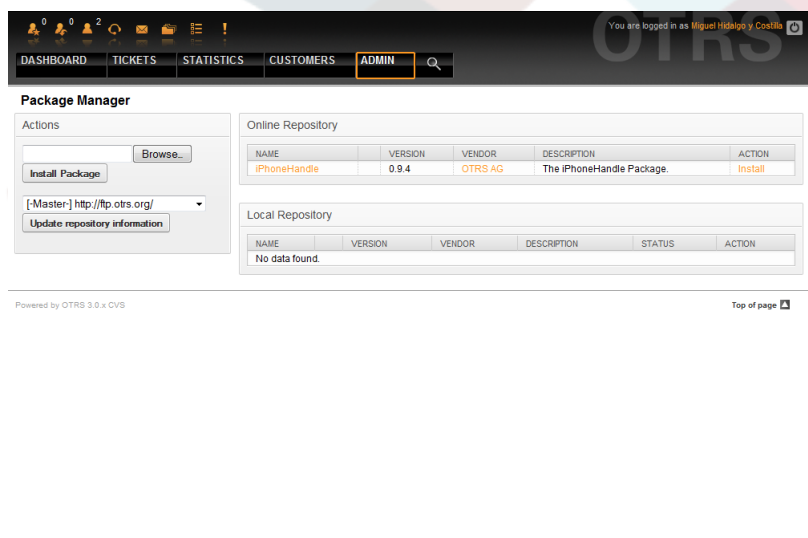 0 0 2
You are logged in as Miguel Hidalgo y Costilla
OTRS
DASHBOARD TICKETS STATISTICS CUSTOMERS ADMIN
Package Manager
Actions
Browse...
Install Package
[-Master-] http://ftp.otrs.org/
Update repository information
Online Repository
NAME VERSION VENDOR DESCRIPTION ACTION
iPhoneHandle 0.9.4 OTRS AG The iPhoneHandle Package. Install
Local Repository
NAME VERSION VENDOR DESCRIPTION STATUS ACTION
No data found.
Powered by OTRS 3.0.x CVS
Top of page